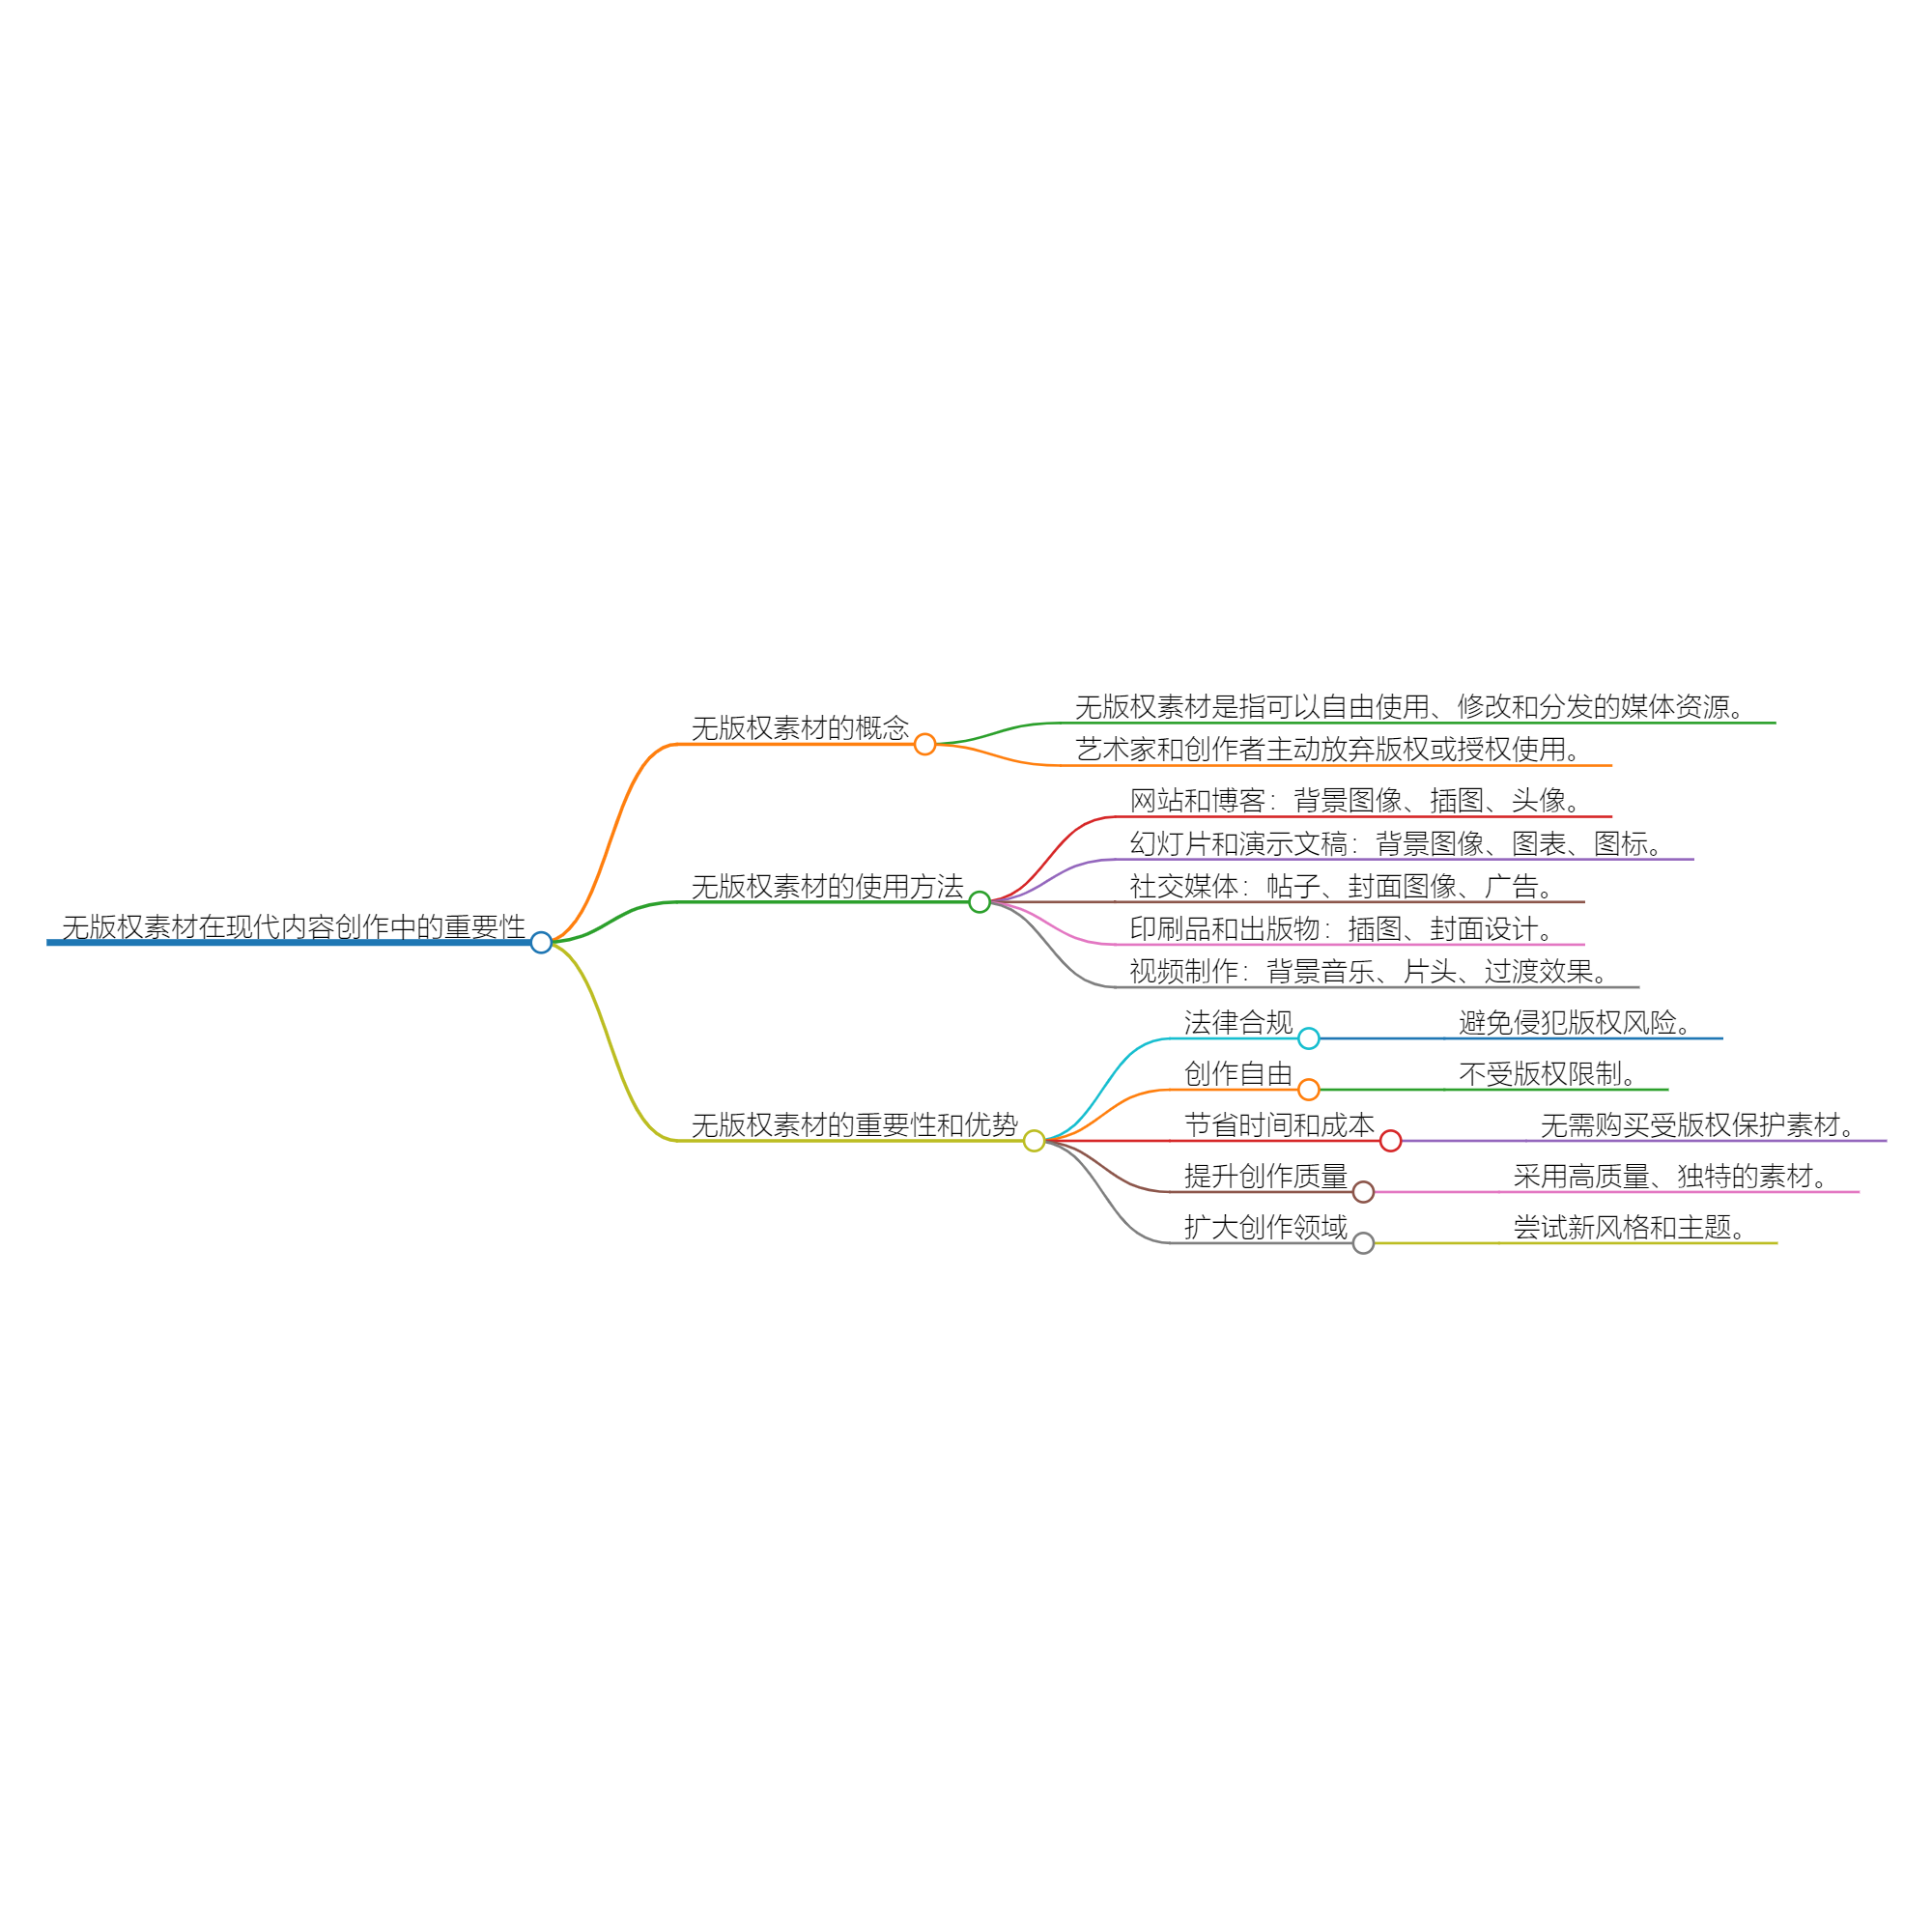 无版权素材在现代内容创作中的重要性
无版权素材的概念
无版权素材是指可以自由使用、修改和分发的媒体资源。
艺术家和创作者主动放弃版权或授权使用。
无版权素材的使用方法
网站和博客：背景图像、插图、头像。
幻灯片和演示文稿：背景图像、图表、图标。
社交媒体：帖子、封面图像、广告。
印刷品和出版物：插图、封面设计。
视频制作：背景音乐、片头、过渡效果。
无版权素材的重要性和优势
法律合规
避免侵犯版权风险。
创作自由
不受版权限制。
节省时间和成本
无需购买受版权保护素材。
提升创作质量
采用高质量、独特的素材。
扩大创作领域
尝试新风格和主题。